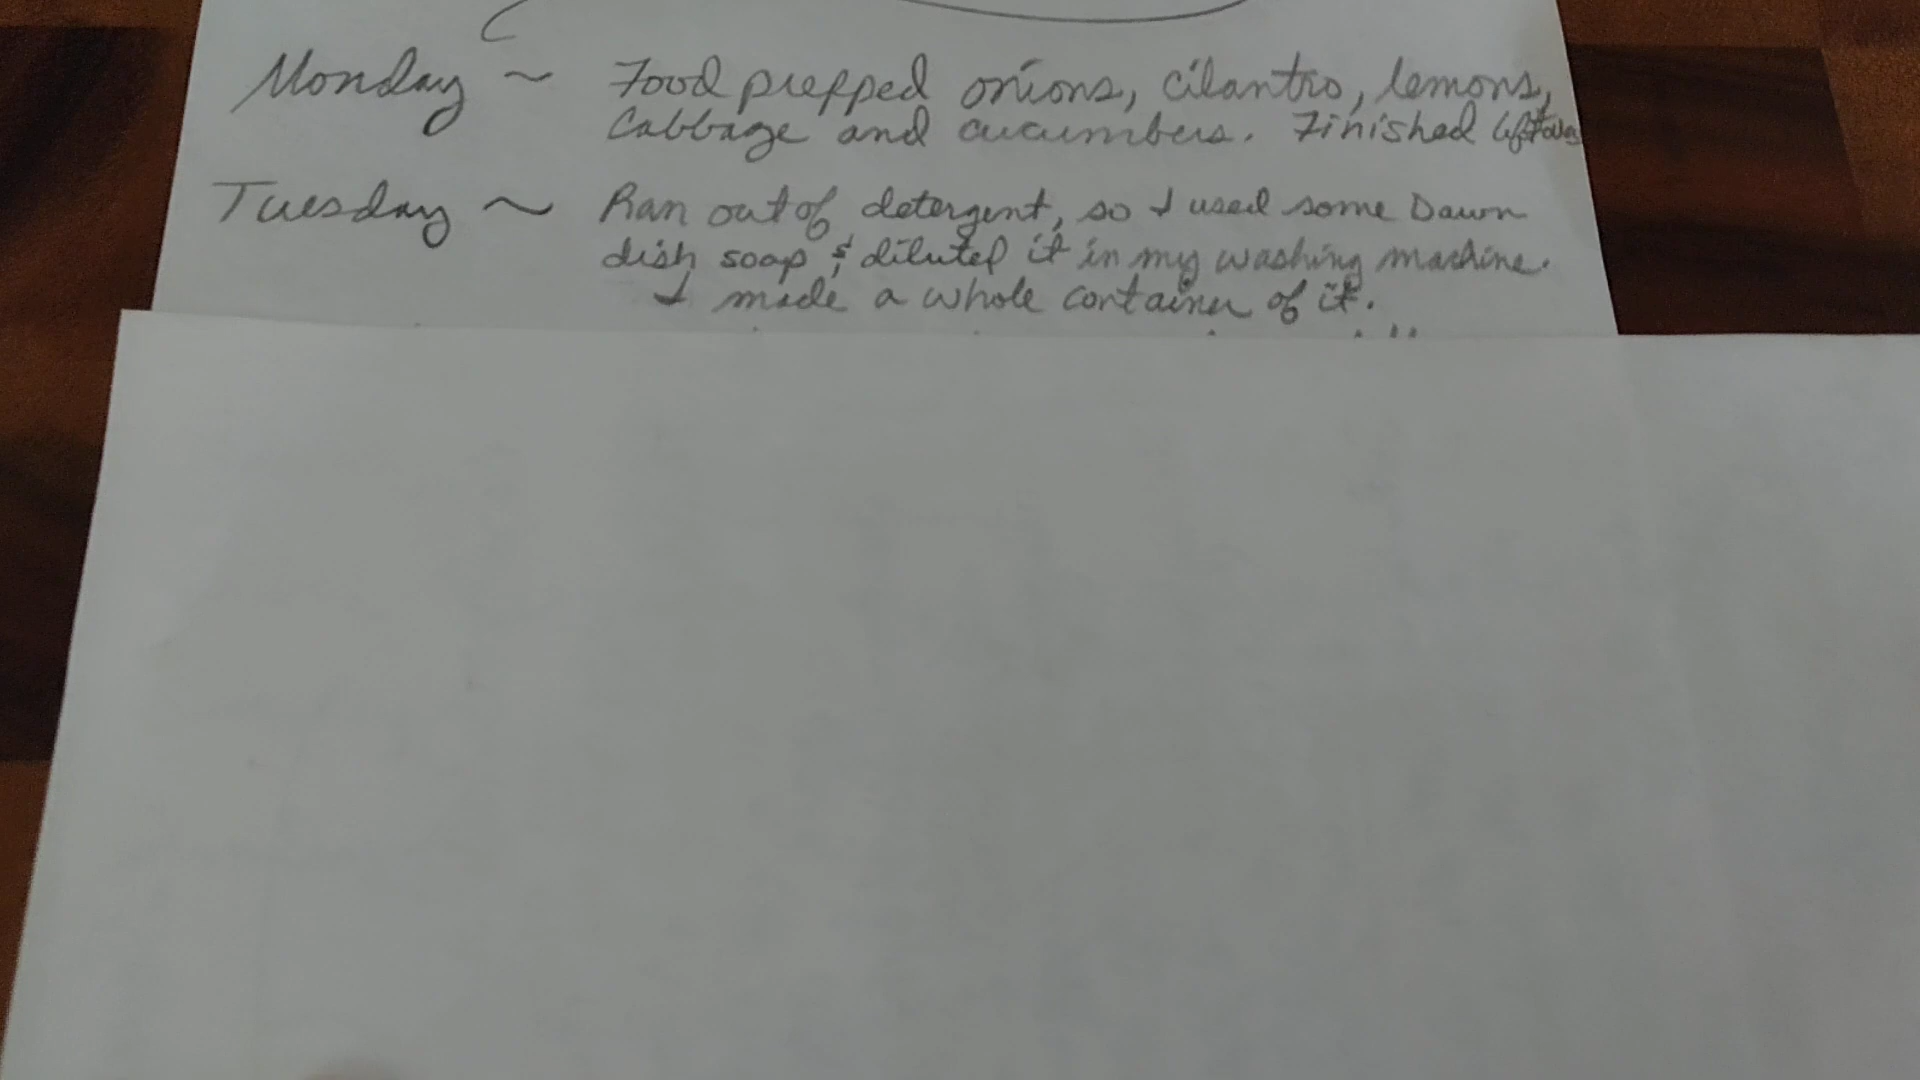 Monday ~ Food prepped onions, cilantro, lemons,
Cabbage and cucumbers. Finished leftovers
Tuesday ~ Ran out of detergent, so I used some Dawn
dish soap & diluted it in my washing machine.
I made a whole container of it.